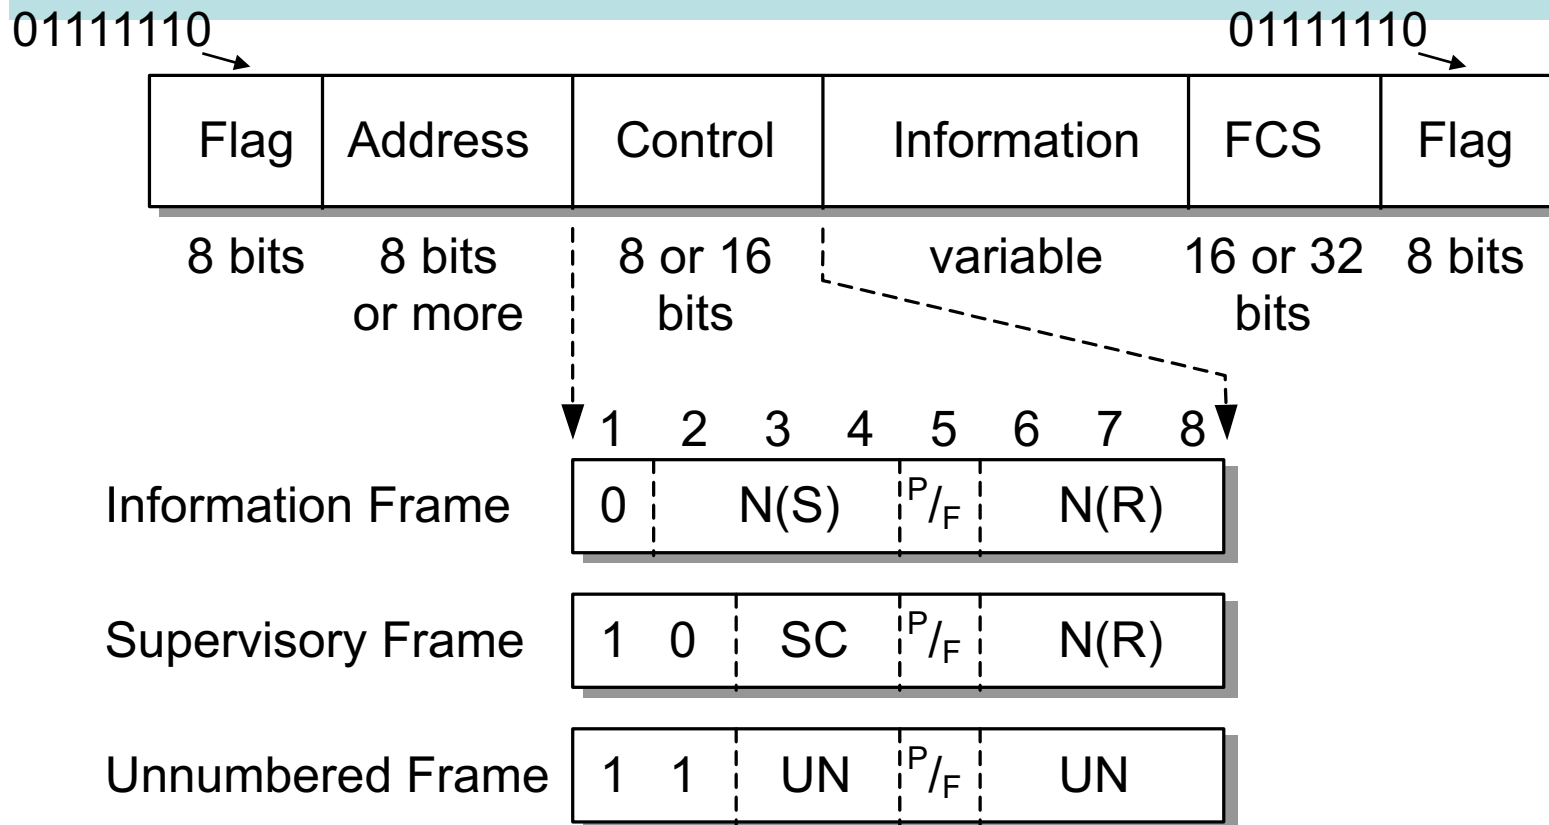 01111110 01111110
Flag Address Control Information FCS Flag
8 bits 8 bits 8 or 16 variable 16 or 32 8 bits
or more bits bits
1 2 3 4 5 6 7 8
Information Frame 0 N(S) P/F N(R)
Supervisory Frame 1 0 SC P/F N(R)
Unnumbered Frame 1 1 UN P/F UN